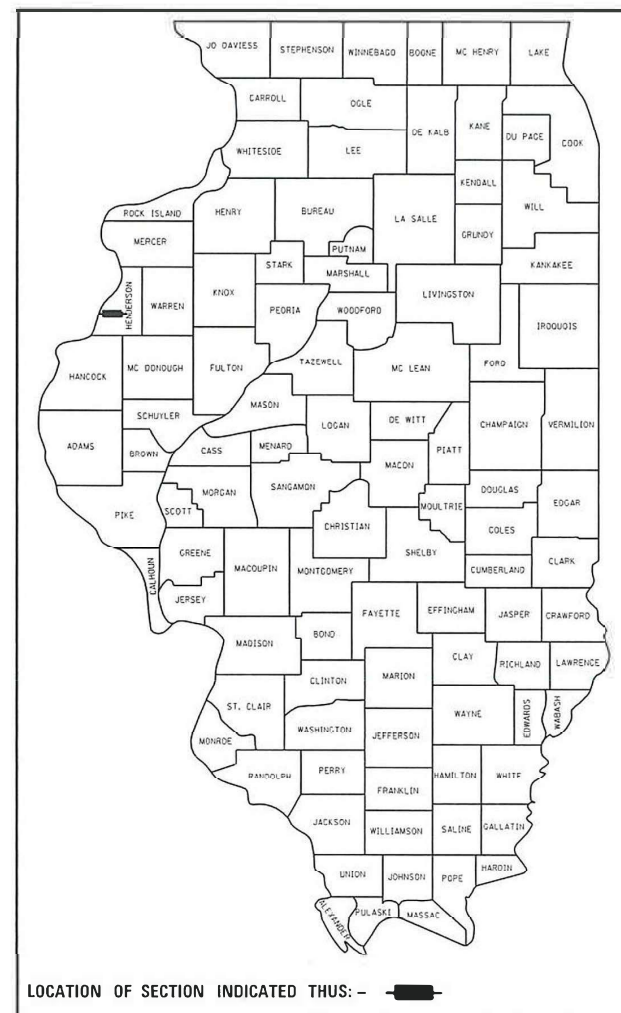 JO DAVIESS STEPHENSON WINNEBAGO BOONE MC HENRY LAKE
CARROLL OGLE DE KALB KANE DU PAGE COOK
WHITESIDE LEE
KENDALL
WILL
ROCK ISLAND HENRY BUREAU LA SALLE GRUNDY
MERCER PUTNAM
STARK MARSHALL KANKAKEE
HENDERSON WARREN KNOX PEORIA WOODFORD LIVINGSTON IROQUOIS
HANCOCK MC DONOUGH FULTON TAZEWELL MC LEAN FORD
SCHUYLER MASON LOGAN DE WITT CHAMPAIGN VERMILION
ADAMS BROWN CASS MENARD MACON PIATT
PIKE SCOTT MORGAN SANGAMON MOULTRIE DOUGLAS EDGAR
CHRISTIAN COLES
CALHOUN GREENE MACOUPIN MONTGOMERY SHELBY CUMBERLAND CLARK
JERSEY
FAYETTE EFFINGHAM JASPER CRAWFORD
MADISON BOND
CLAY RICHLAND LAWRENCE
CLINTON MARION
ST. CLAIR WAYNE EDWARDS WABASH
WASHINGTON JEFFERSON
MONROE
RANDOLPH PERRY HAMILTON WHITE
FRANKLIN
JACKSON WILLIAMSON SALINE GALLATIN
UNION JOHNSON POPE HARDIN
ALEXANDER PULASKI MASSAC
LOCATION OF SECTION INDICATED THUS: -